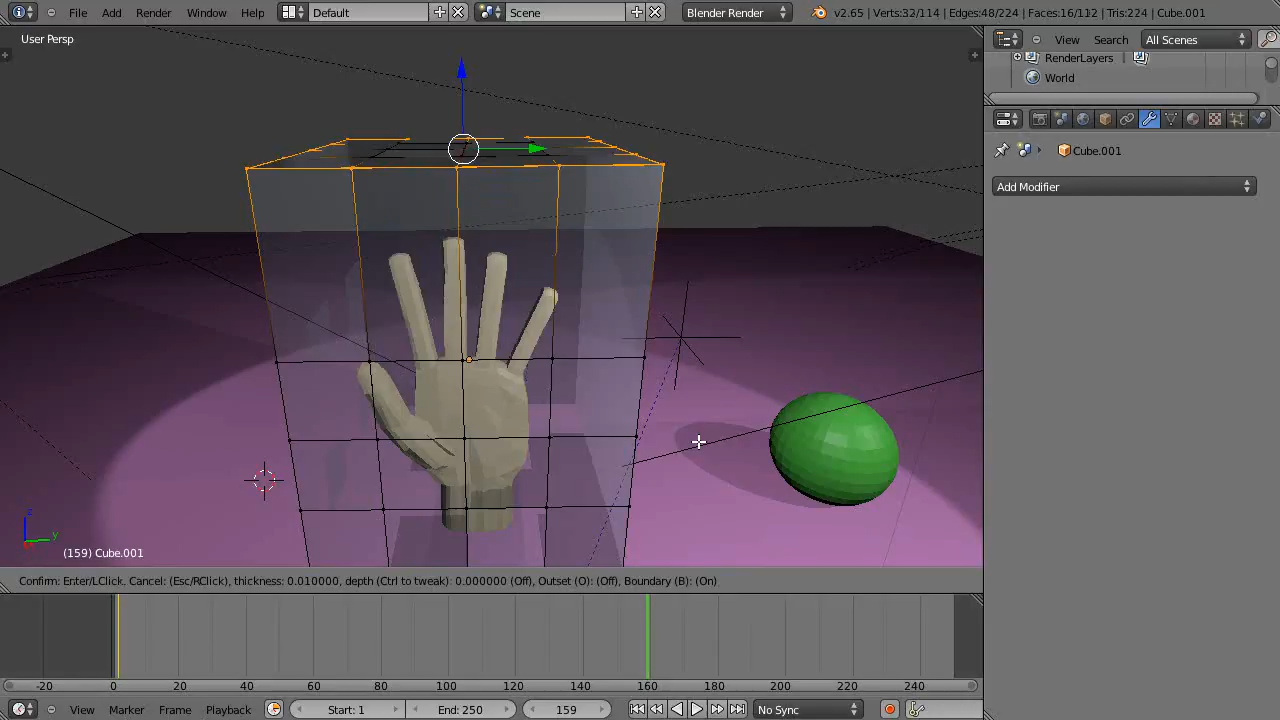 File Add Render Window Help Default Scene Blender Render v2.65 | Verts:32/114 | Edges:48/224 | Faces:16/112 | Tris:224 | Cube.001
User Persp
View Search All Scenes
RenderLayers
World
Cube.001
Add Modifier
z
y
(159) Cube.001
Confirm: Enter/LClick, Cancel: (Esc/RClick), thickness: 0.010000, depth (Ctrl to tweak): 0.000000 (Off), Outset (O): (Off), Boundary (B): (On)
-20 0 20 40 60 80 100 120 140 160 180 200 220 240
View Marker Frame Playback Start: 1 End: 250 159 No Sync